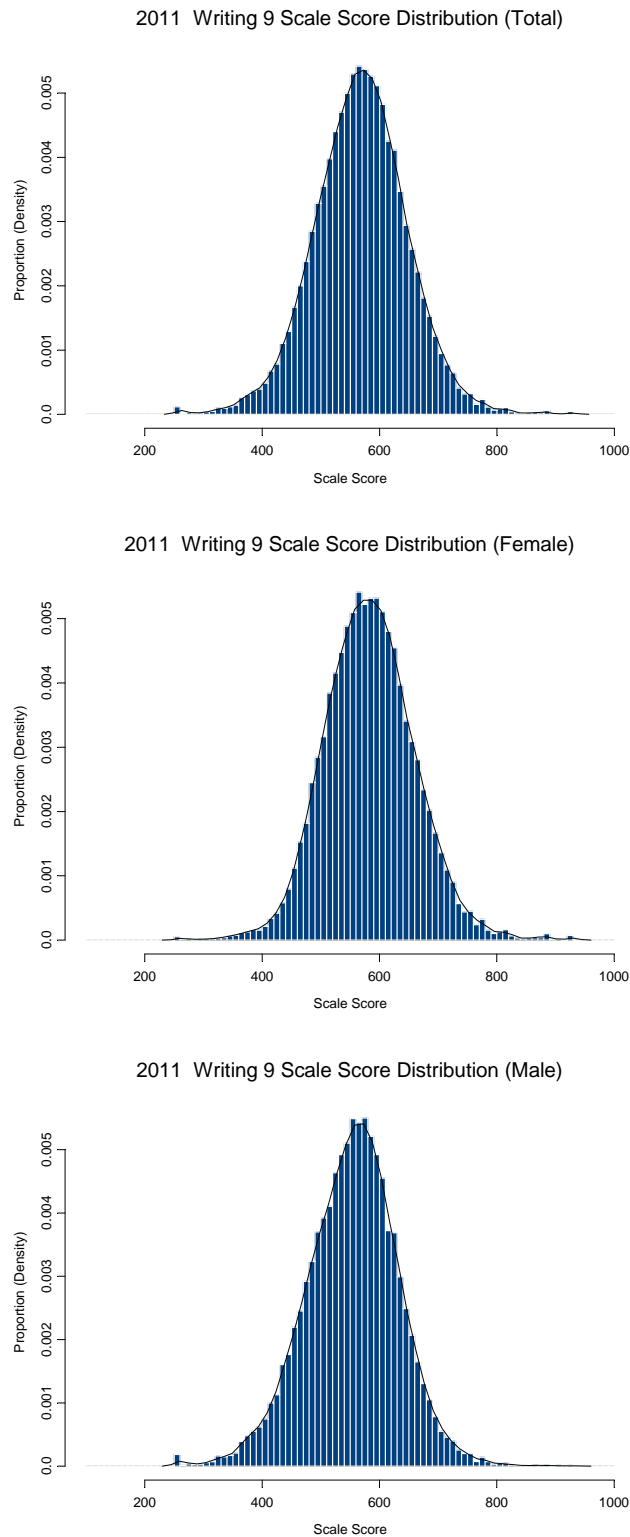 2011  Writing 9 Scale Score Distribution (Total)
Proportion (Density)
0.005
0.004
0.003
0.002
0.001
0.0
200 400 600 800 1000
Scale Score
2011  Writing 9 Scale Score Distribution (Female)
Proportion (Density)
0.005
0.004
0.003
0.002
0.001
0.0
200 400 600 800 1000
Scale Score
2011  Writing 9 Scale Score Distribution (Male)
Proportion (Density)
0.005
0.004
0.003
0.002
0.001
0.0
200 400 600 800 1000
Scale Score